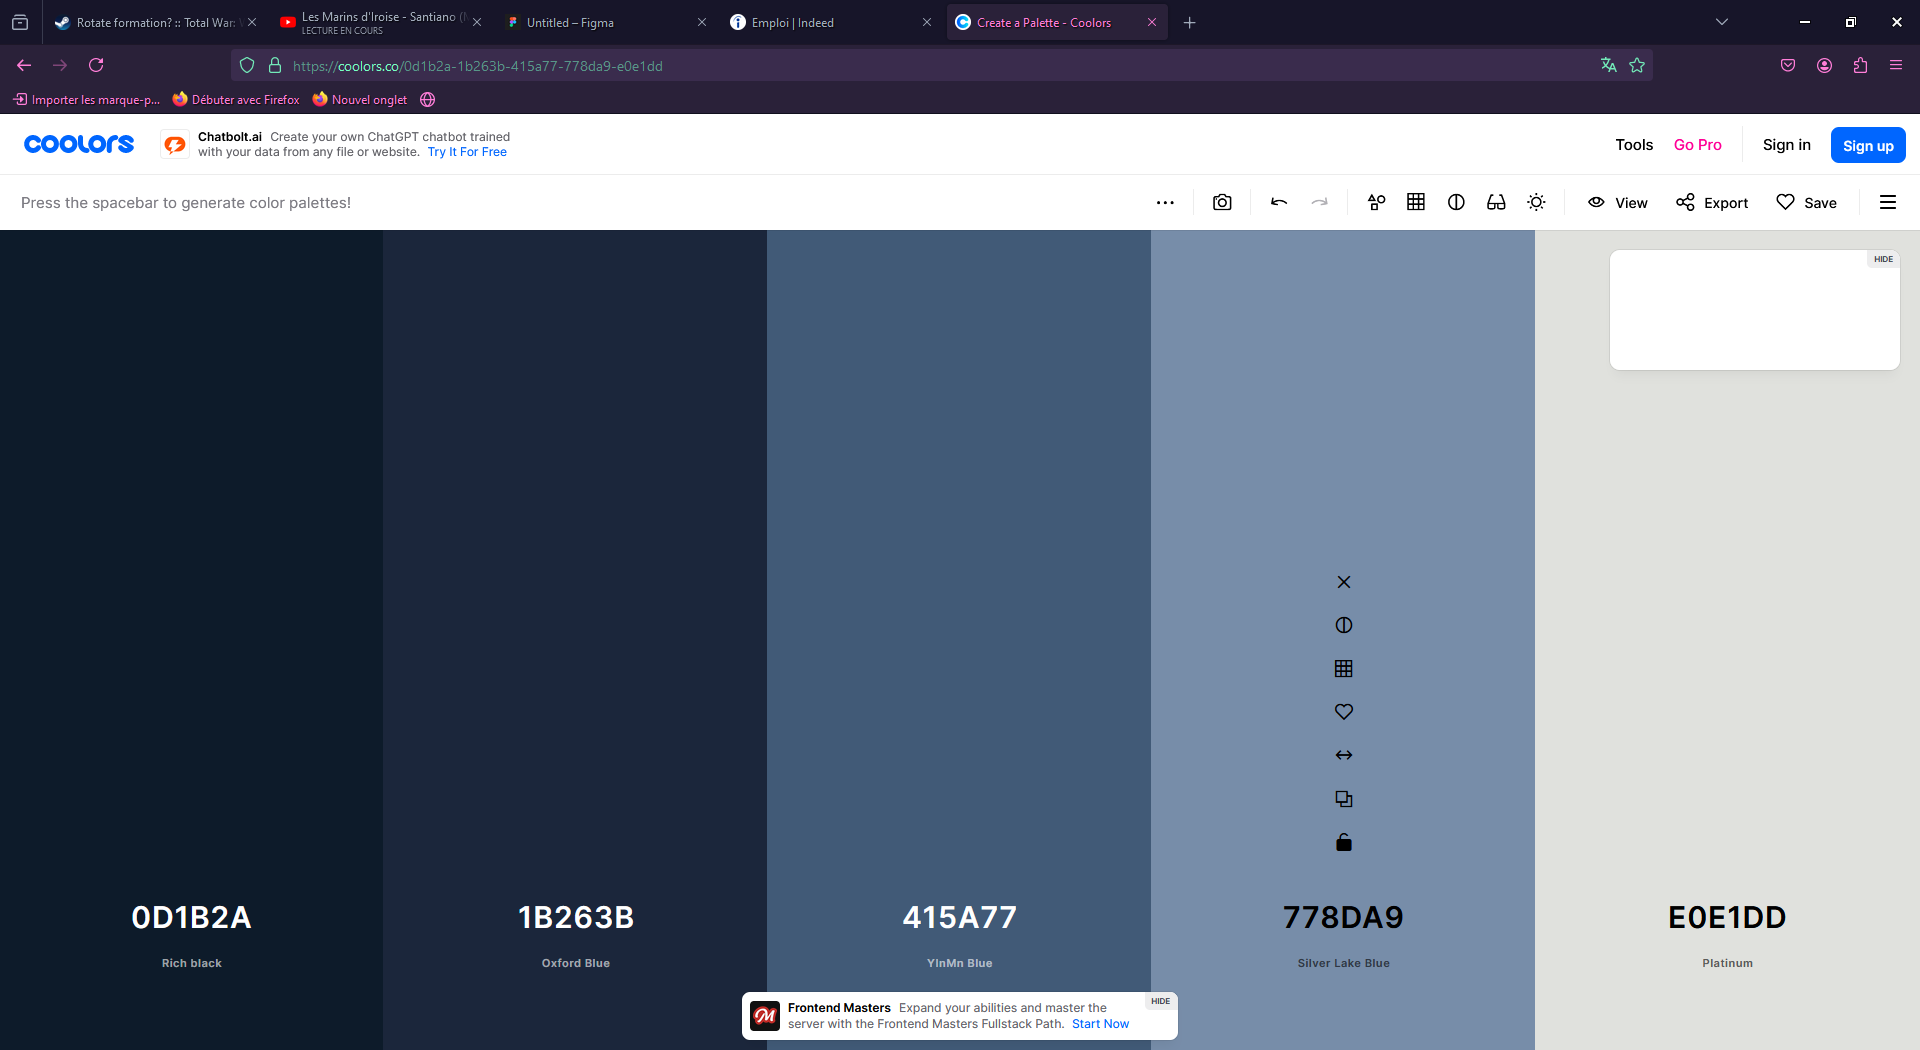 Rotate formation? :: Total War:
Les Marins d'Iroise - Santiano
LECTURE EN COURS
Untitled – Figma
Emploi | Indeed
Create a Palette - Coolors
https://coolors.co/0d1b2a-1b263b-415a77-778da9-e0e1dd
Importer les marque-p...
Débuter avec Firefox
Nouvel onglet
coolors
Chatbolt.ai Create your own ChatGPT chatbot trained
with your data from any file or website. Try It For Free
Tools
Go Pro
Sign in
Sign up
Press the spacebar to generate color palettes!
View
Export
Save
HIDE
0D1B2A
Rich black
1B263B
Oxford Blue
415A77
YInMn Blue
778DA9
Silver Lake Blue
E0E1DD
Platinum
Frontend Masters Expand your abilities and master the
server with the Frontend Masters Fullstack Path. Start Now
HIDE